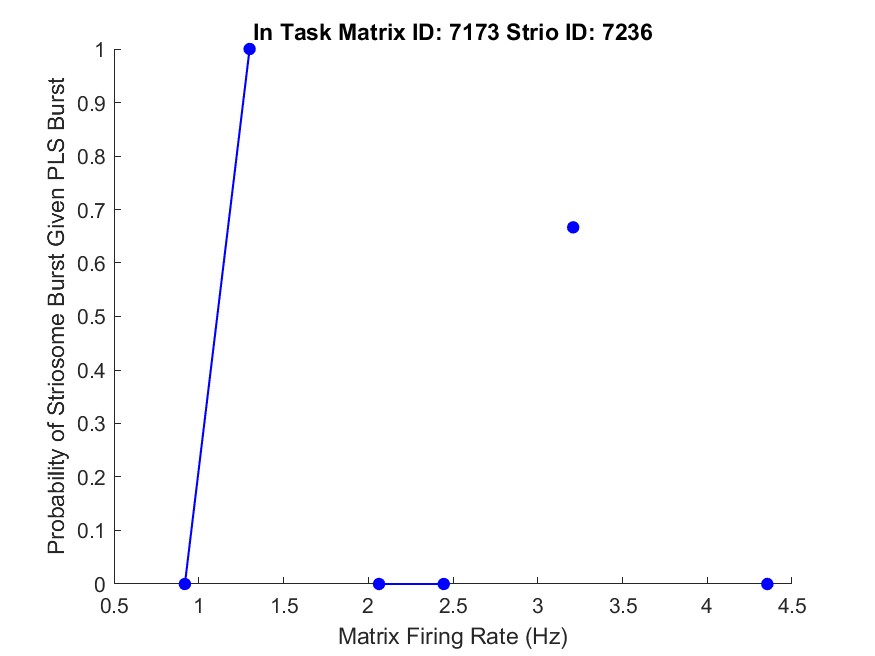 In Task Matrix ID: 7173 Strio ID: 7236
Probability of Striosome Burst Given PLS Burst
1
0.9
0.8
0.7
0.6
0.5
0.4
0.3
0.2
0.1
0
0.5 1 1.5 2 2.5 3 3.5 4 4.5
Matrix Firing Rate (Hz)